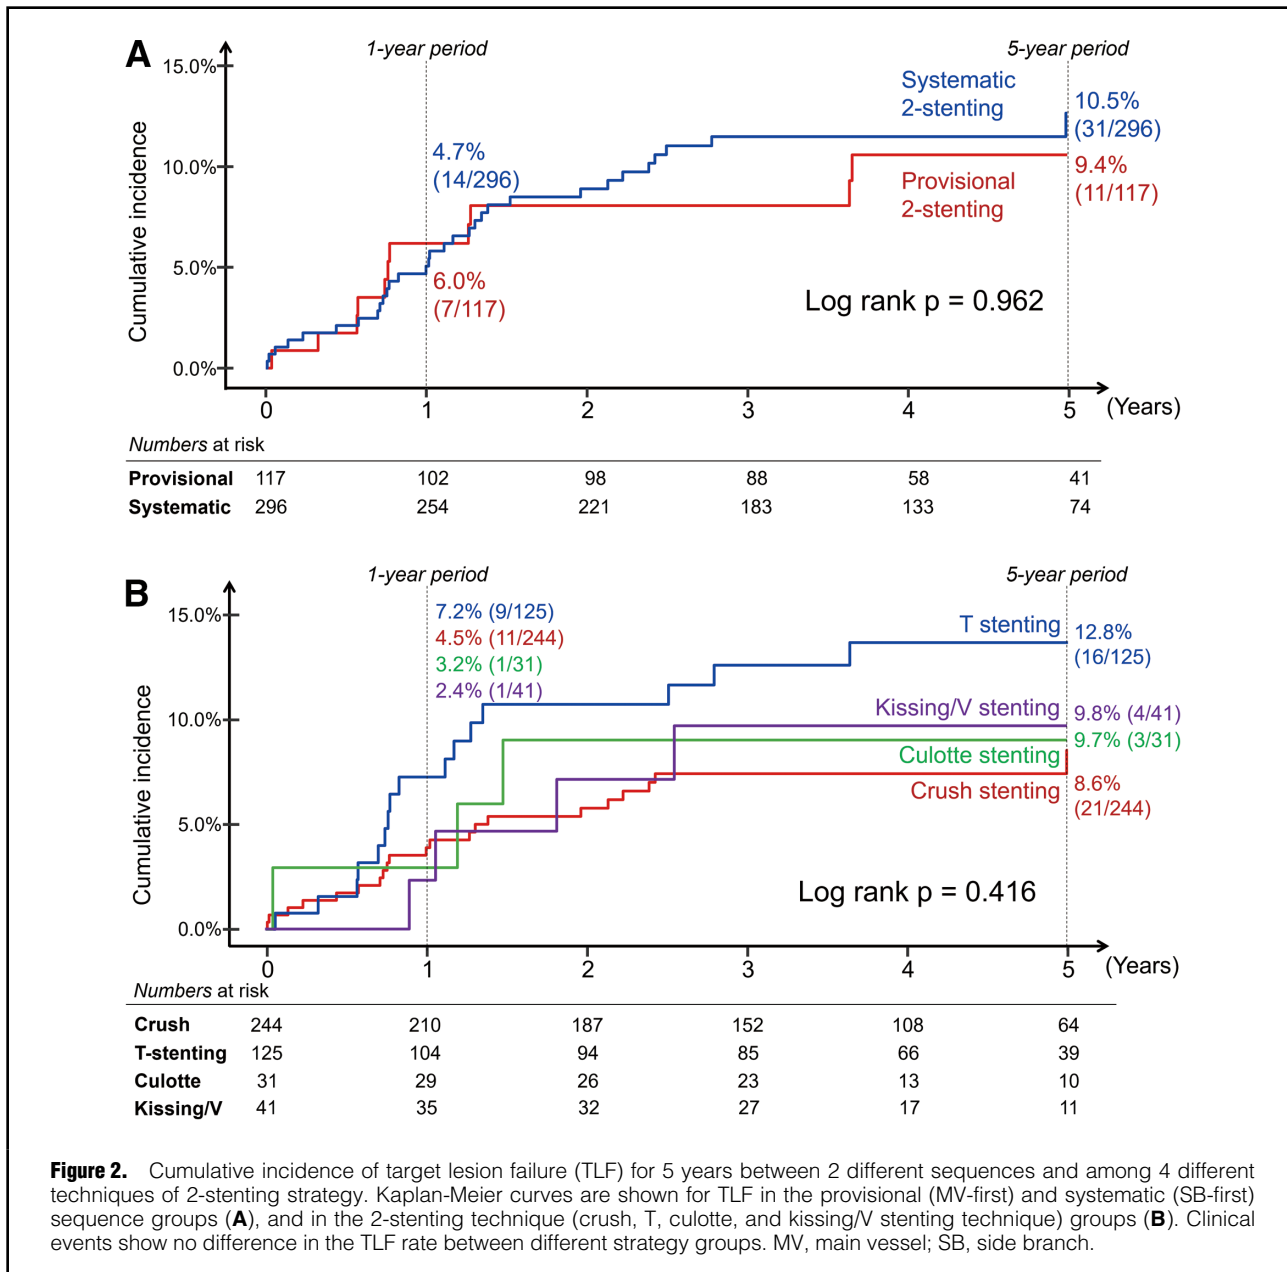 A
1-year period
5-year period
15.0%
10.0%
5.0%
0.0%
Cumulative incidence
Systematic
2-stenting
10.5%
(31/296)
4.7%
(14/296)
9.4%
(11/117)
Provisional
2-stenting
6.0%
(7/117)
Log rank p = 0.962
0 1 2 3 4 5 (Years)
Numbers at risk
Provisional 117 102 98 88 58 41
Systematic 296 254 221 183 133 74
B
1-year period
5-year period
15.0%
10.0%
5.0%
0.0%
Cumulative incidence
7.2% (9/125)
4.5% (11/244)
3.2% (1/31)
2.4% (1/41)
T stenting
12.8%
(16/125)
Kissing/V stenting
9.8% (4/41)
9.7% (3/31)
Culotte stenting
Crush stenting
8.6%
(21/244)
Log rank p = 0.416
0 1 2 3 4 5 (Years)
Numbers at risk
Crush 244 210 187 152 108 64
T-stenting 125 104 94 85 66 39
Culotte 31 29 26 23 13 10
Kissing/V 41 35 32 27 17 11
Figure 2. Cumulative incidence of target lesion failure (TLF) for 5 years between 2 different sequences and among 4 different
techniques of 2-stenting strategy. Kaplan-Meier curves are shown for TLF in the provisional (MV-first) and systematic (SB-first)
sequence groups (A), and in the 2-stenting technique (crush, T, culotte, and kissing/V stenting technique) groups (B). Clinical
events show no difference in the TLF rate between different strategy groups. MV, main vessel; SB, side branch.